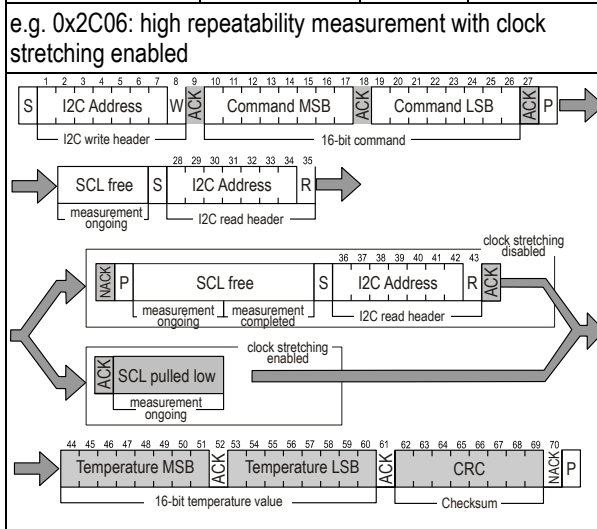 e.g. 0x2C06: high repeatability measurement with clock
stretching enabled
1 2 3 4 5 6 7 8 9 10 11 12 13 14 15 16 17 18 19 20 21 22 23 24 25 26 27
S I2C Address W ACK Command MSB ACK Command LSB ACK P
I2C write header 16-bit command
28 29 30 31 32 33 34 35
SCL free S I2C Address R
measurement
ongoing
I2C read header
clock stretching
disabled
36 37 38 39 40 41 42 43
NACK P SCL free S I2C Address R ACK
measurement
ongoing
measurement
completed
I2C read header
clock stretching
enabled
ACK SCL pulled low
measurement
ongoing
44 45 46 47 48 49 50 51 52 53 54 55 56 57 58 59 60 61 62 63 64 65 66 67 68 69 70
Temperature MSB ACK Temperature LSB ACK CRC NACK P
16-bit temperature value Checksum